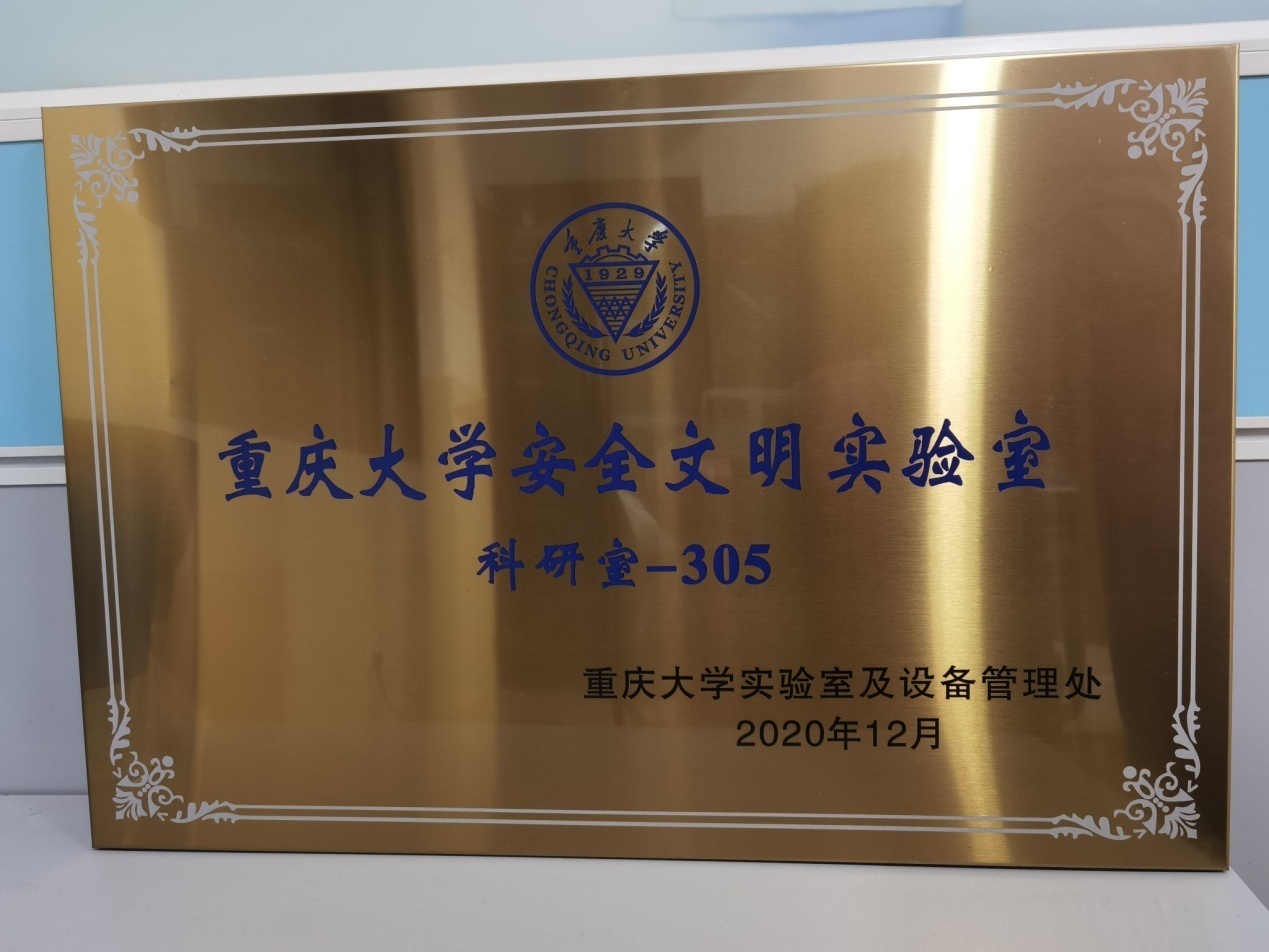 重庆大学
1929
CHONGQING UNIVERSITY
重庆大学安全文明实验室
科研室-305
重庆大学实验室及设备管理处
2020年12月